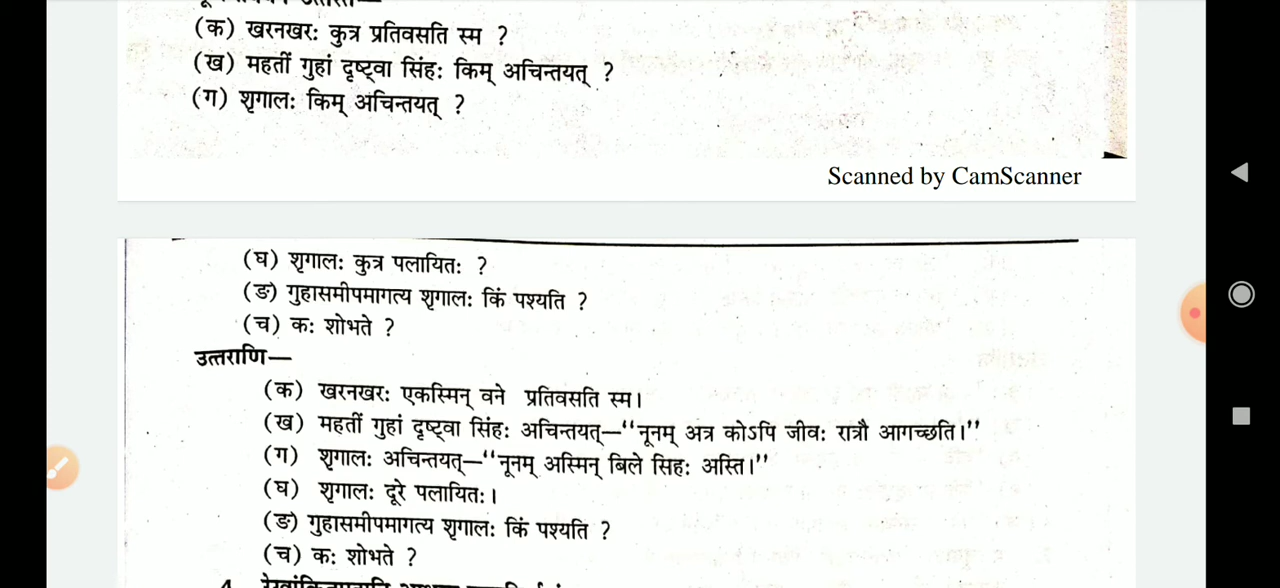 (क) खरनखरः कुत्र प्रतिवसति स्म ?
(ख) महतीं गुहां दृष्ट्वा सिंहः किम् अचिन्तयत् ?
(ग) शृगालः किम् अचिन्तयत् ?
Scanned by CamScanner
(घ) शृगालः कुत्र पलायितः ?
(ङ) गुहासमीपमागत्य शृगालः किं पश्यति ?
(च) कः शोभते ?
उत्तराणि—
(क) खरनखरः एकस्मिन् वने प्रतिवसति स्म।
(ख) महतीं गुहां दृष्ट्वा सिंहः अचिन्तयत्—“नूनम् अत्र कोऽपि जीवः रात्रौ आगच्छति।”
(ग) शृगालः अचिन्तयत्—“नूनम् अस्मिन् बिले सिहः अस्ति।”
(घ) शृगालः दूरे पलायितः।
(ङ) गुहासमीपमागत्य शृगालः किं पश्यति ?
(च) कः शोभते ?